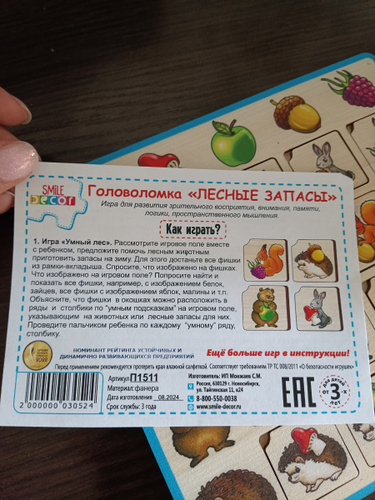 SMILE
DECOR
Головоломка «ЛЕСНЫЕ ЗАПАСЫ»
Игра для развития зрительного восприятия, внимания, памяти,
логики, пространственного мышления.
Как играть?
1. Игра «Умный лес». Рассмотрите игровое поле вместе
с ребенком, предложите помочь лесным животным
приготовить запасы на зиму. Для этого достаньте все фишки
из рамки-вкладыша. Спросите, что изображено на фишках.
Что изображено на игровом поле? Попросите найти и
показать все фишки, например, с изображением белок,
зайцев, все фишки с изображением яблок, малины и т.п.
Объясните, что фишки в окошках можно расположить в
ряды и столбики по "умным подсказкам" на игровом поле,
указывающим на животных или лесные запасы для них.
Проведите пальчиком ребенка по каждому "умному" ряду,
столбику.
НОМИНАНТ РЕЙТИНГА УСТОЙЧИВЫХ И
ДИНАМИЧНО РАЗВИВАЮЩИХСЯ ПРЕДПРИЯТИЙ
Ещё больше игр в инструкции!
Перед применением рекомендуется протереть края влажной салфеткой. Соответствует требованиям ТР ТС 008/2011 «О безопасности игрушек»
2 000000 030524
Артикул П1511
Материал: фанера
Дата изготовления 08.2024
Срок службы: 3 года
Изготовитель: ИП Мокшаев С.В.
Россия, 630529 г. Новосибирск,
ул. Тайгинская 11, к24
8-800-550-0038
www.smile-decor.ru
EAC
для детей
от 3 лет